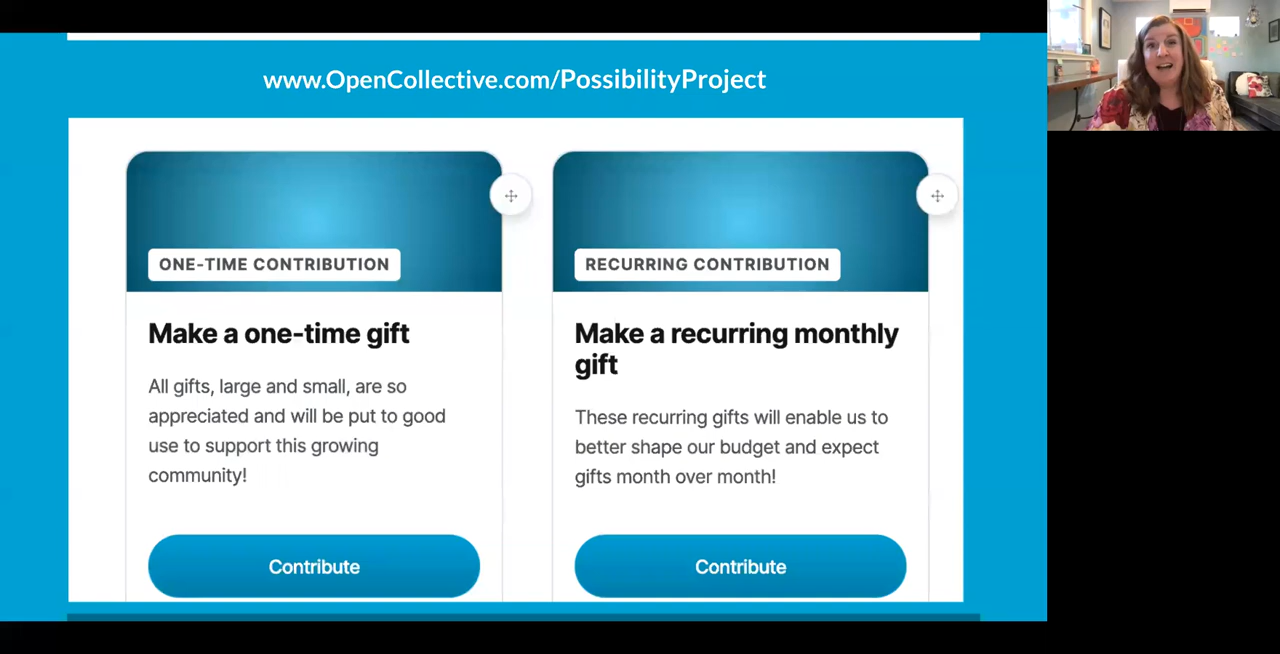 www.OpenCollective.com/PossibilityProject
ONE-TIME CONTRIBUTION
Make a one-time gift
All gifts, large and small, are so
appreciated and will be put to good
use to support this growing
community!
Contribute
RECURRING CONTRIBUTION
Make a recurring monthly
gift
These recurring gifts will enable us to
better shape our budget and expect
gifts month over month!
Contribute